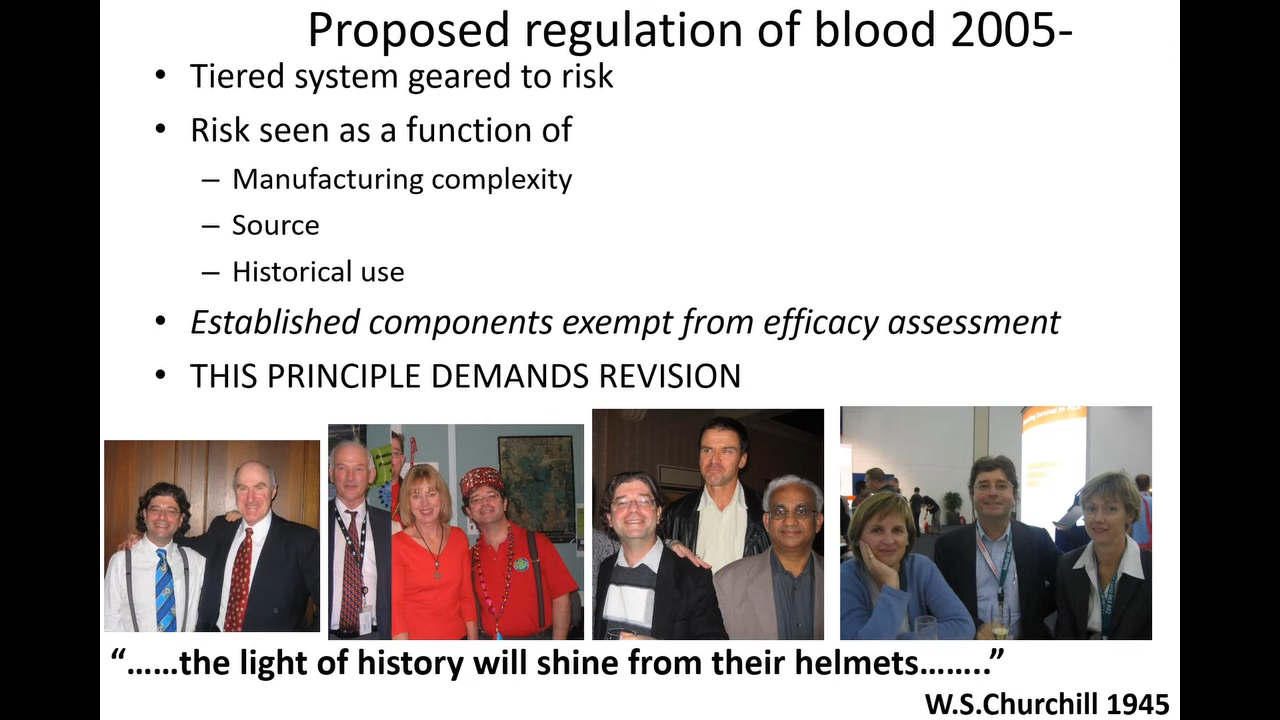 Proposed regulation of blood 2005-
• Tiered system geared to risk
• Risk seen as a function of
– Manufacturing complexity
– Source
– Historical use
• Established components exempt from efficacy assessment
• THIS PRINCIPLE DEMANDS REVISION
“……the light of history will shine from their helmets……..”
W.S.Churchill 1945